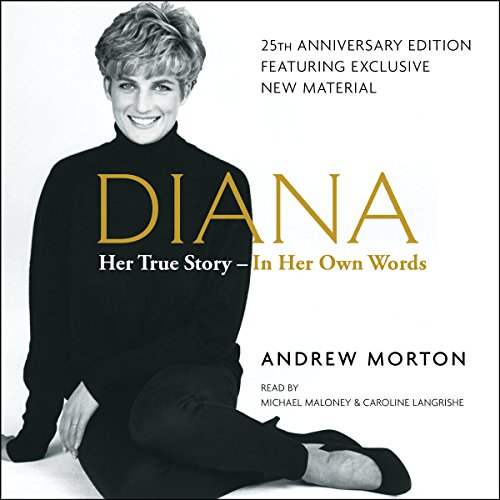 25TH ANNIVERSARY EDITION
FEATURING EXCLUSIVE
NEW MATERIAL
DIANA
Her True Story – In Her Own Words
ANDREW MORTON
READ BY
MICHAEL MALONEY & CAROLINE LANGRISHE